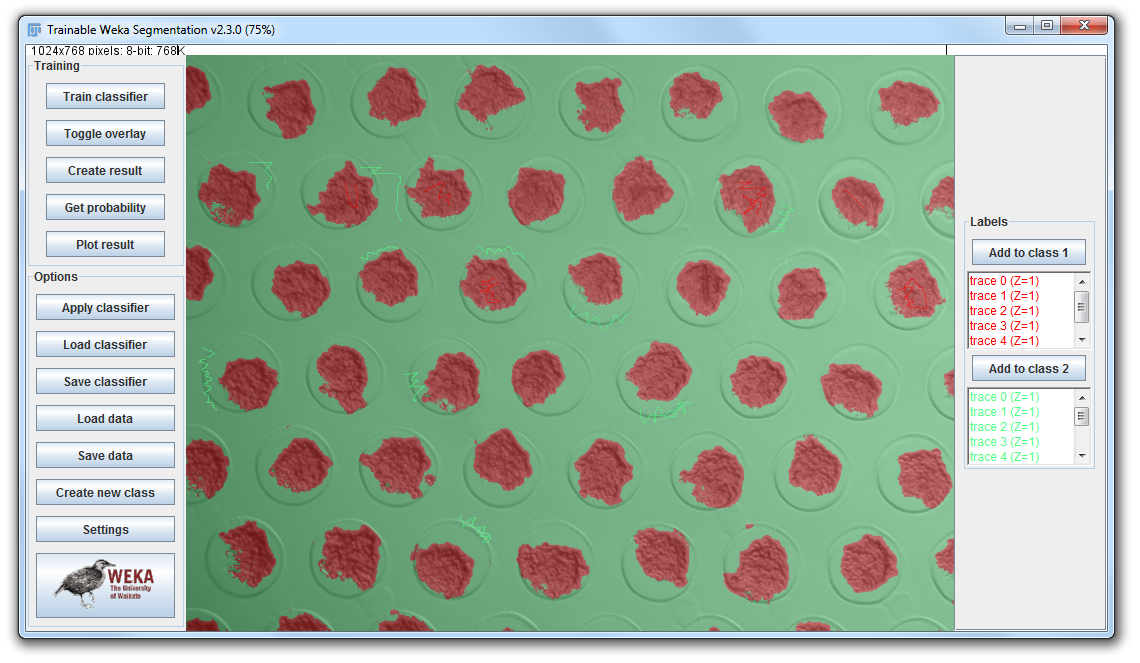 Trainable Weka Segmentation v2.3.0 (75%)
1024x768 pixels; 8-bit; 768K
Training
Train classifier
Toggle overlay
Create result
Get probability
Plot result
Options
Apply classifier
Load classifier
Save classifier
Load data
Save data
Create new class
Settings
WEKA
The University
of Waikato
Labels
Add to class 1
trace 0 (Z=1)
trace 1 (Z=1)
trace 2 (Z=1)
trace 3 (Z=1)
trace 4 (Z=1)
Add to class 2
trace 0 (Z=1)
trace 1 (Z=1)
trace 2 (Z=1)
trace 3 (Z=1)
trace 4 (Z=1)